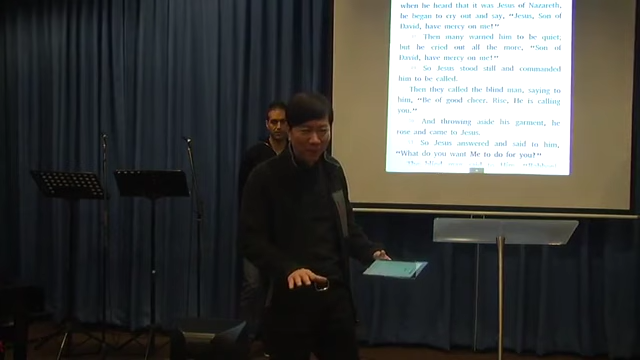 when he heard that it was Jesus of Nazareth,
he began to cry out and say, "Jesus, Son of
David, have mercy on me!"
Then many warned him to be quiet;
but he cried out all the more, "Son of
David, have mercy on me!"
So Jesus stood still and commanded
him to be called.
Then they called the blind man, saying to
him, "Be of good cheer. Rise, He is calling
you."
And throwing aside his garment, he
rose and came to Jesus.
So Jesus answered and said to him,
"What do you want Me to do for you?"